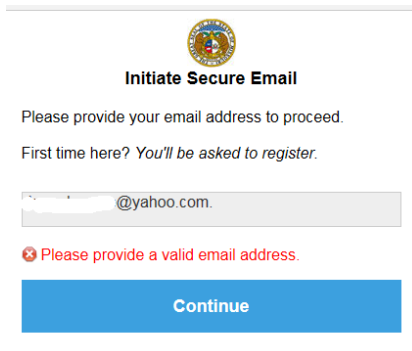 Initiate Secure Email
Please provide your email address to proceed.
First time here? You'll be asked to register.
@yahoo.com.
Please provide a valid email address.
Continue